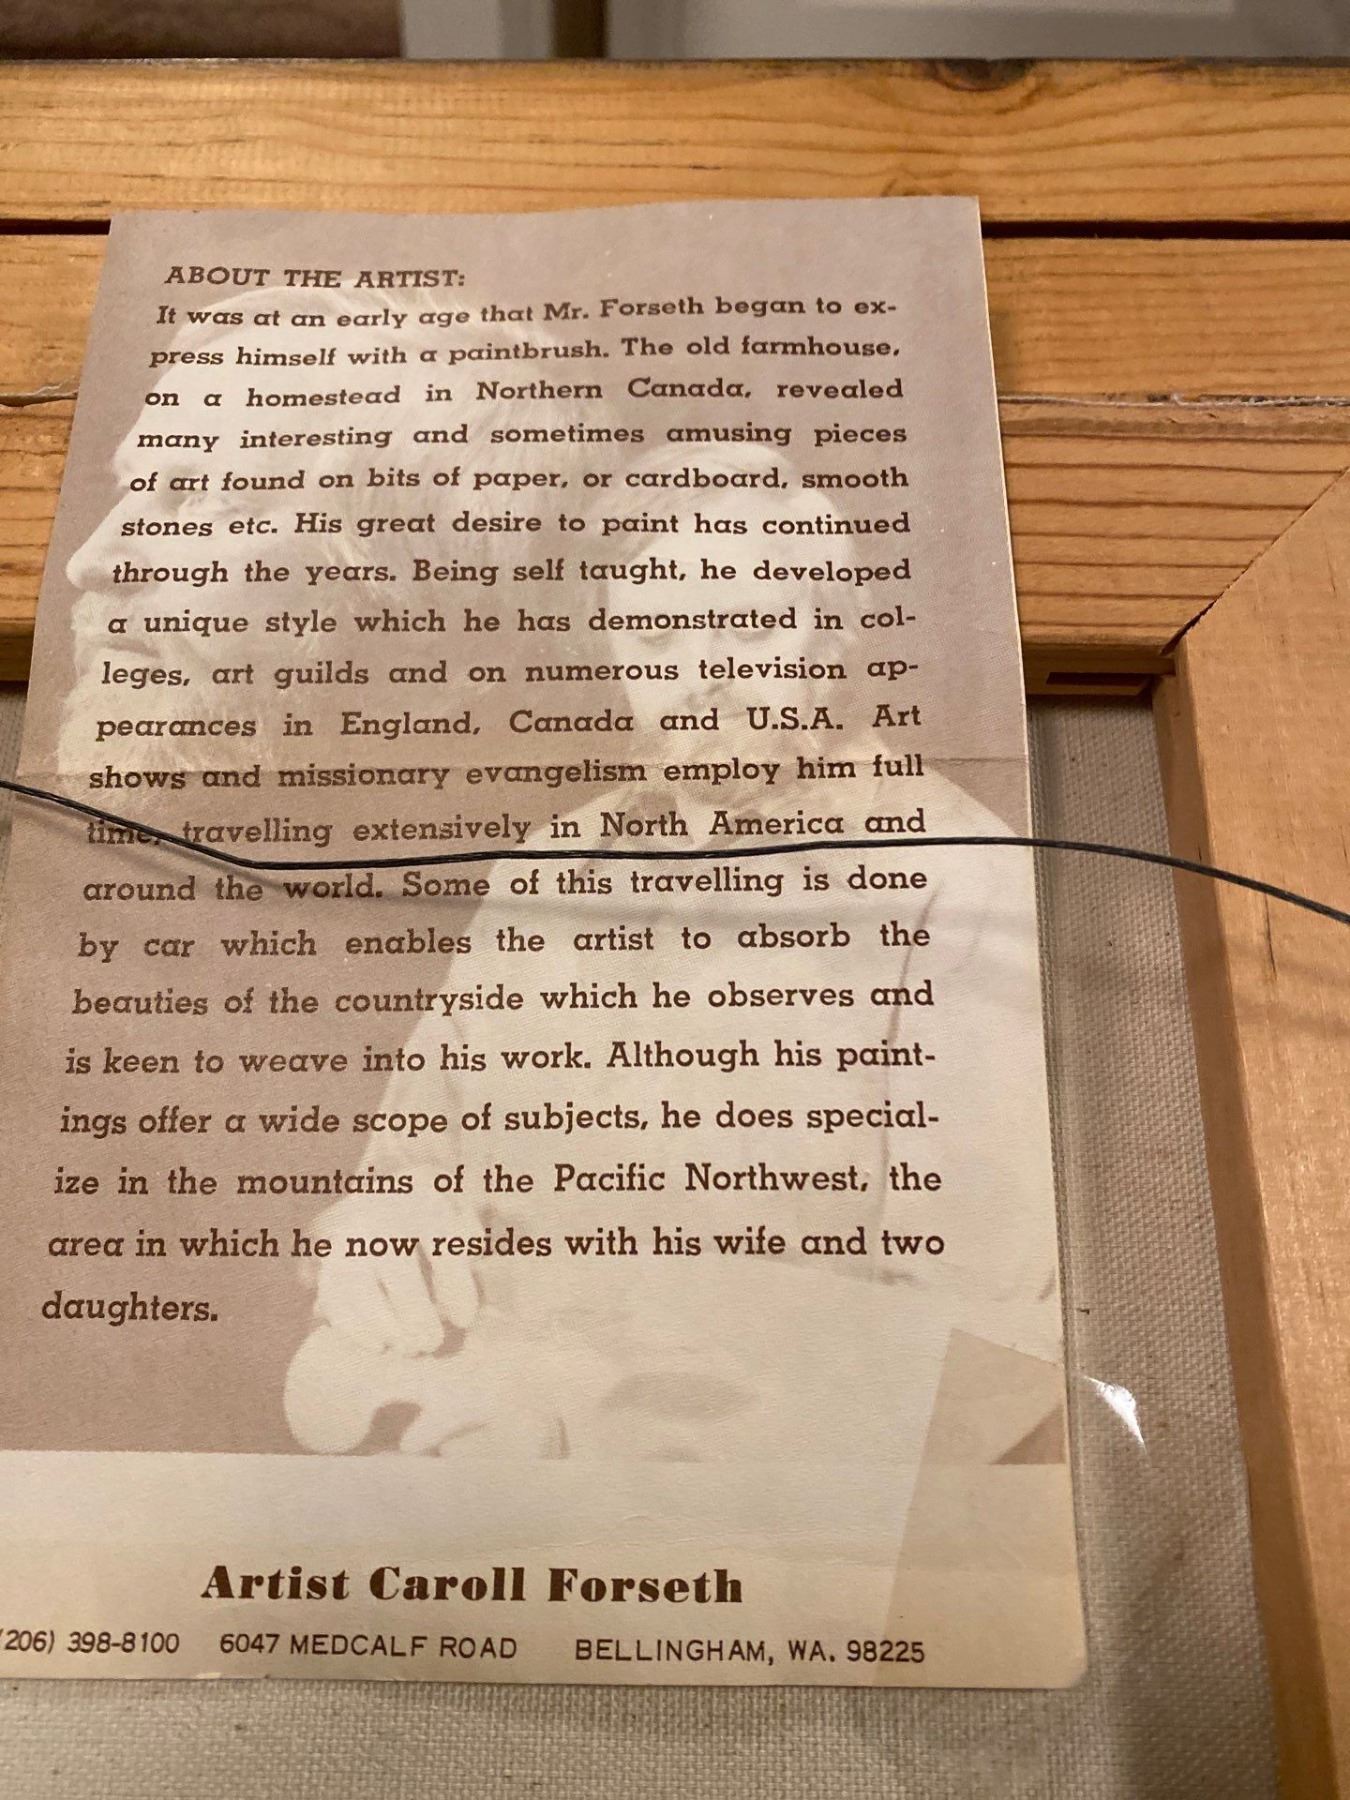 ABOUT THE ARTIST:
It was at an early age that Mr. Forseth began to ex-
press himself with a paintbrush. The old farmhouse,
on a homestead in Northern Canada, revealed
many interesting and sometimes amusing pieces
of art found on bits of paper, or cardboard, smooth
stones etc. His great desire to paint has continued
through the years. Being self taught, he developed
a unique style which he has demonstrated in col-
leges, art guilds and on numerous television ap-
pearances in England, Canada and U.S.A. Art
shows and missionary evangelism employ him full
time, travelling extensively in North America and
around the world. Some of this travelling is done
by car which enables the artist to absorb the
beauties of the countryside which he observes and
is keen to weave into his work. Although his paint-
ings offer a wide scope of subjects, he does special-
ize in the mountains of the Pacific Northwest, the
area in which he now resides with his wife and two
daughters.
Artist Caroll Forseth
(206) 398-8100 6047 MEDCALF ROAD BELLINGHAM, WA. 98225